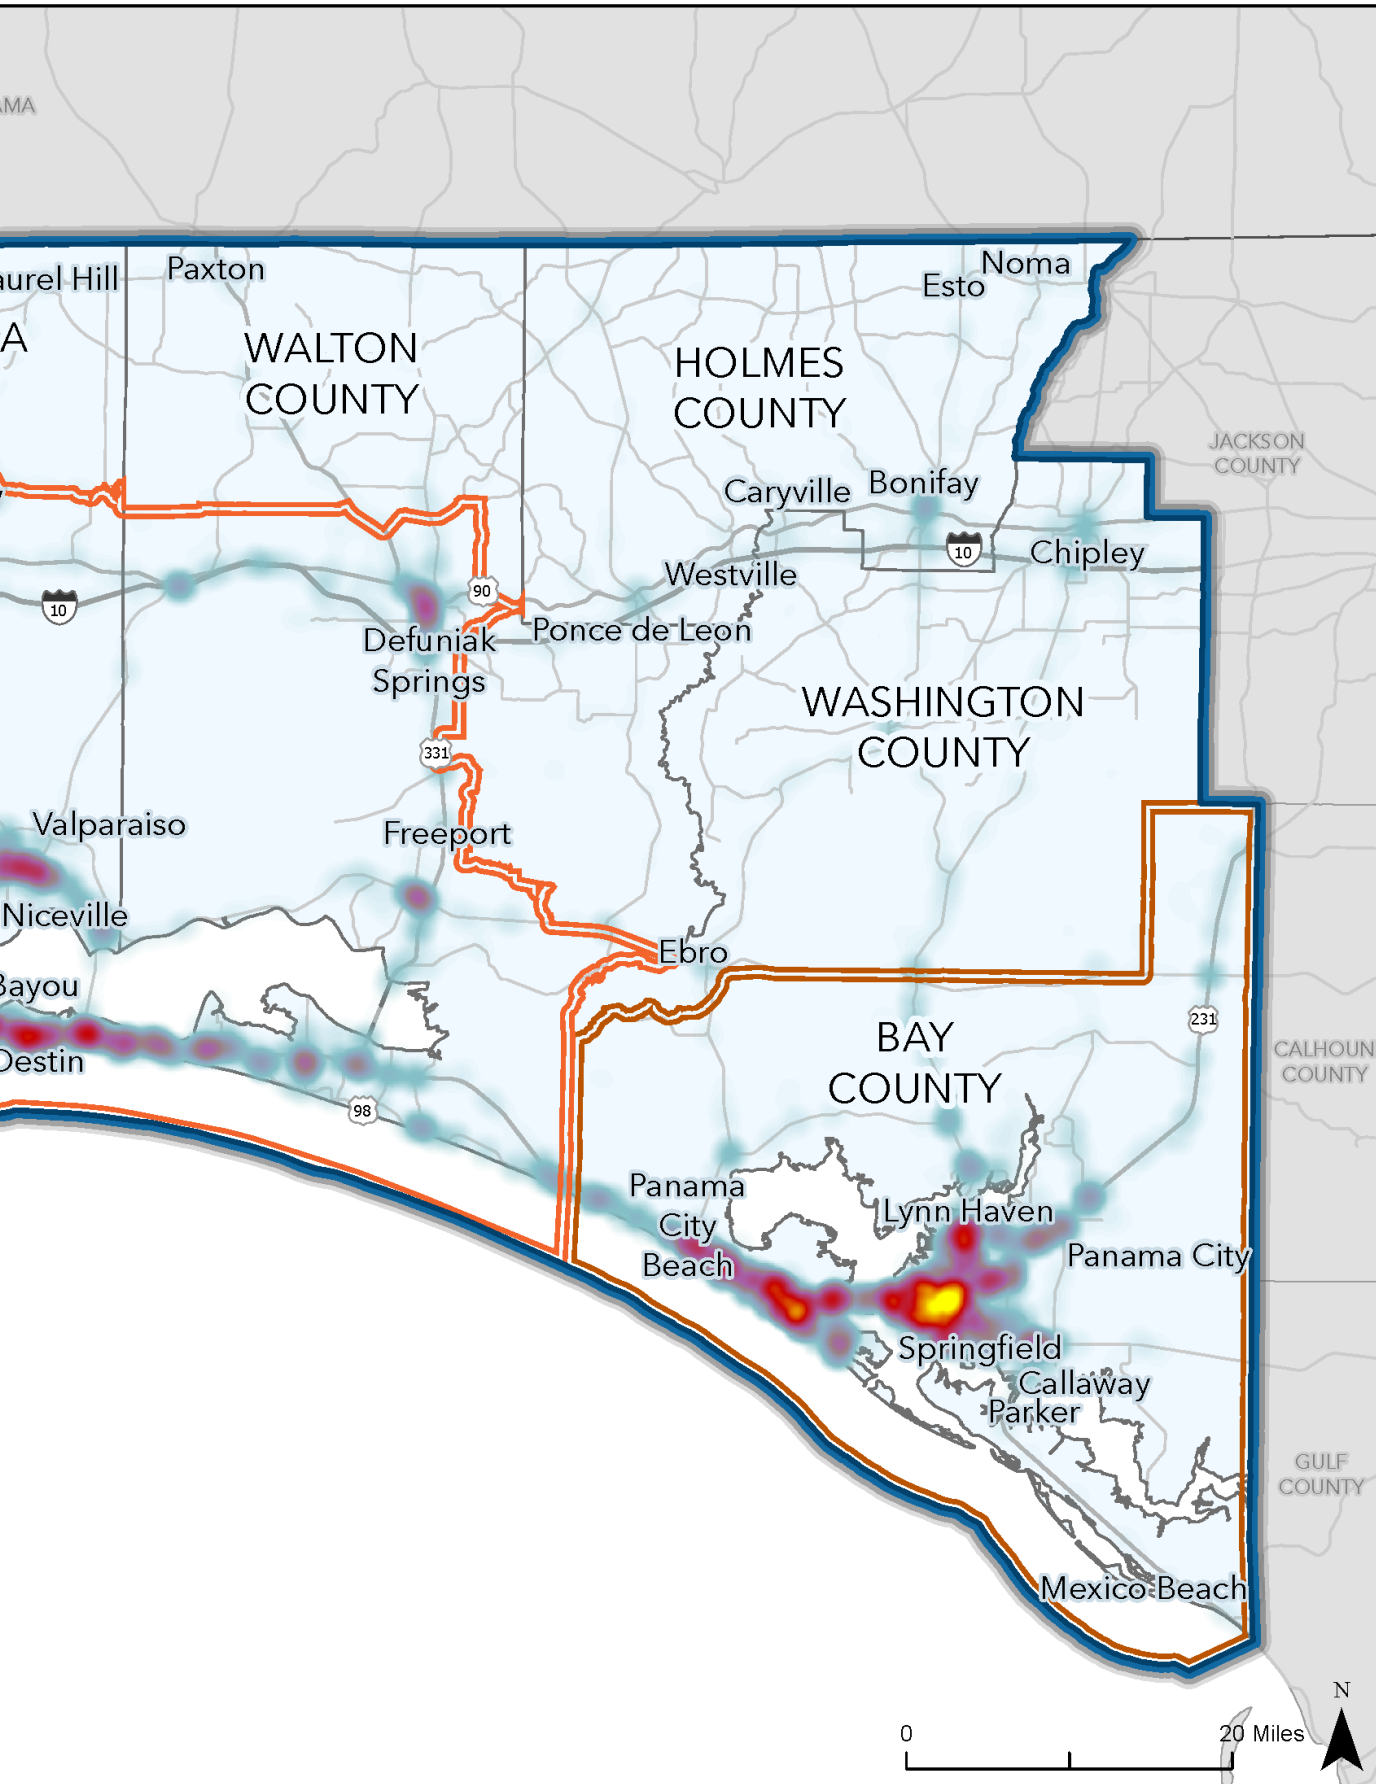 AMA
Noma
Paxton
aurel Hill
Esto
A
WALTON
COUNTY
HOLMES
COUNTY
JACKSON
COUNTY
Bonifay
Caryville
10
Chipley
Westville
90
10
Ponce de Leon
Defuniak
Springs
WASHINGTON
COUNTY
331
Valparaiso
Freeport
Niceville
Ebro
Bayou
231
BAY
COUNTY
CALHOUN
COUNTY
Destin
98
Panama
City
Beach
Lynn Haven
Panama City
Springfield
Callaway
Parker
GULF
COUNTY
Mexico Beach
N
0
20 Miles